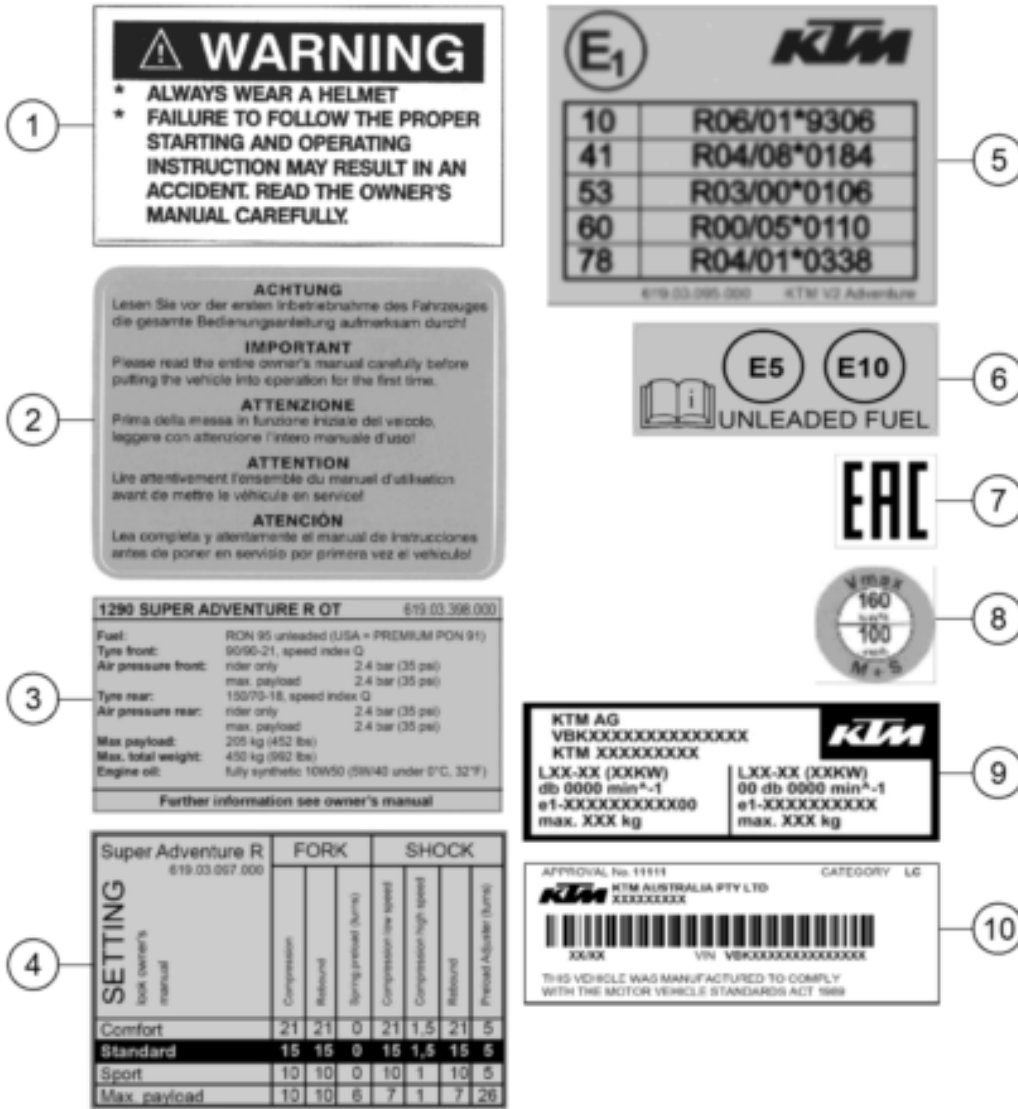 1
⚠ WARNING
* ALWAYS WEAR A HELMET
* FAILURE TO FOLLOW THE PROPER
STARTING AND OPERATING
INSTRUCTION MAY RESULT IN AN
ACCIDENT. READ THE OWNER'S
MANUAL CAREFULLY.
2
ACHTUNG
Lesen Sie vor der ersten Inbetriebnahme des Fahrzeuges
die gesamte Bedienungsanleitung aufmerksam durch!
IMPORTANT
Please read the entire owner's manual carefully before
putting the vehicle into operation for the first time.
ATTENZIONE
Prima della messa in funzione iniziale del veicolo,
leggere con attenzione l'intero manuale d'uso!
ATTENTION
Lire attentivement l'ensemble du manuel d'utilisation
avant de mettre le véhicule en service!
ATENCIÓN
Lea completa y atentamente el manual de instrucciones
antes de poner en servicio por primera vez el vehículo!
3
1290 SUPER ADVENTURE R OT 619.03.398.000
Fuel: RON 95 unleaded (USA = PREMIUM PON 91)
Tyre front: 90/90-21, speed index Q
Air pressure front: rider only 2.4 bar (35 psi)
max. payload 2.4 bar (35 psi)
Tyre rear: 150/70-18, speed index Q
Air pressure rear: rider only 2.4 bar (35 psi)
max. payload 2.4 bar (35 psi)
Max payload: 205 kg (452 lbs)
Max. total weight: 450 kg (992 lbs)
Engine oil: fully synthetic 10W50 (5W/40 under 0°C, 32°F)
Further information see owner's manual
4
Super Adventure R FORK SHOCK
619.03.097.000
SETTING
look owner's
manual
Compression
Rebound
Spring preload (turns)
Compression low speed
Compression high speed
Rebound
Preload Adjuster (turns)
Comfort 21 21 0 21 1,5 21 5
Standard 15 15 0 15 1,5 15 5
Sport 10 10 0 10 1 10 5
Max. payload 10 10 6 7 1 7 26
5
E1 KTM
10 R06/01*9306
41 R04/08*0184
53 R03/00*0106
60 R00/05*0110
78 R04/01*0338
619.03.095.000 KTM V2 Adventure
6
E5 E10
i
UNLEADED FUEL
7
EAC
8
Vmax
160
km/h
100
mph
M + S
9
KTM AG
VBKXXXXXXXXXXXXXX
KTM XXXXXXXXX
KTM
LXX-XX (XXKW) LXX-XX (XXKW)
db 0000 min^-1 00 db 0000 min^-1
e1-XXXXXXXXXXX00 e1-XXXXXXXXXX
max. XXX kg max. XXX kg
10
APPROVAL No. 11111 CATEGORY LC
KTM KTM AUSTRALIA PTY LTD
XXXXXXXXX
XX/XX VIN VBKXXXXXXXXXXXXXX
THIS VEHICLE WAS MANUFACTURED TO COMPLY
WITH THE MOTOR VEHICLE STANDARDS ACT 1989